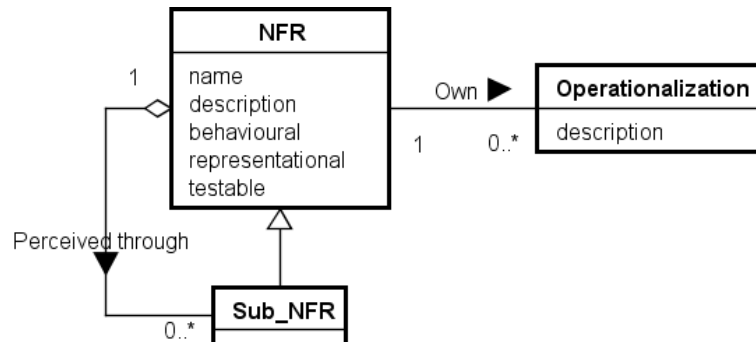 NFR
1
name
description
behavioural
representational
testable
Own
1
0..*
Operationalization
description
Perceived through
Sub_NFR
0..*